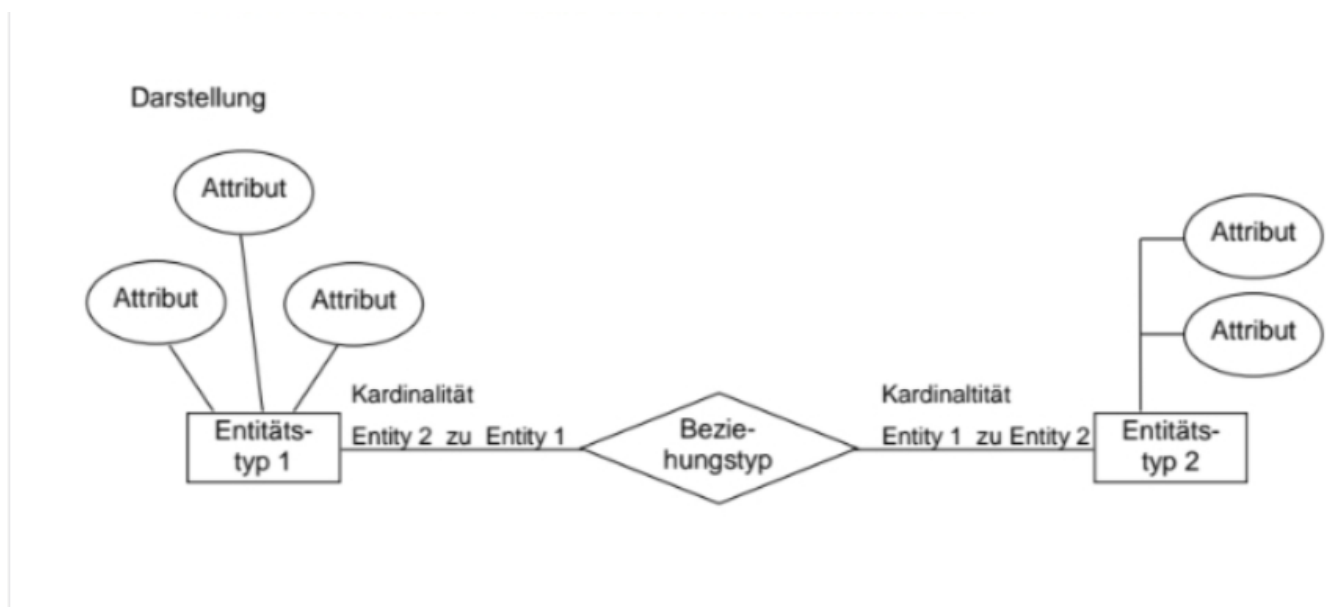 Darstellung
Attribut
Attribut
Attribut
Attribut
Attribut
Kardinalität
Entity 2 zu Entity 1
Kardinaltität
Entity 1 zu Entity 2
Entitäts-
typ 1
Bezie-
hungstyp
Entitäts-
typ 2